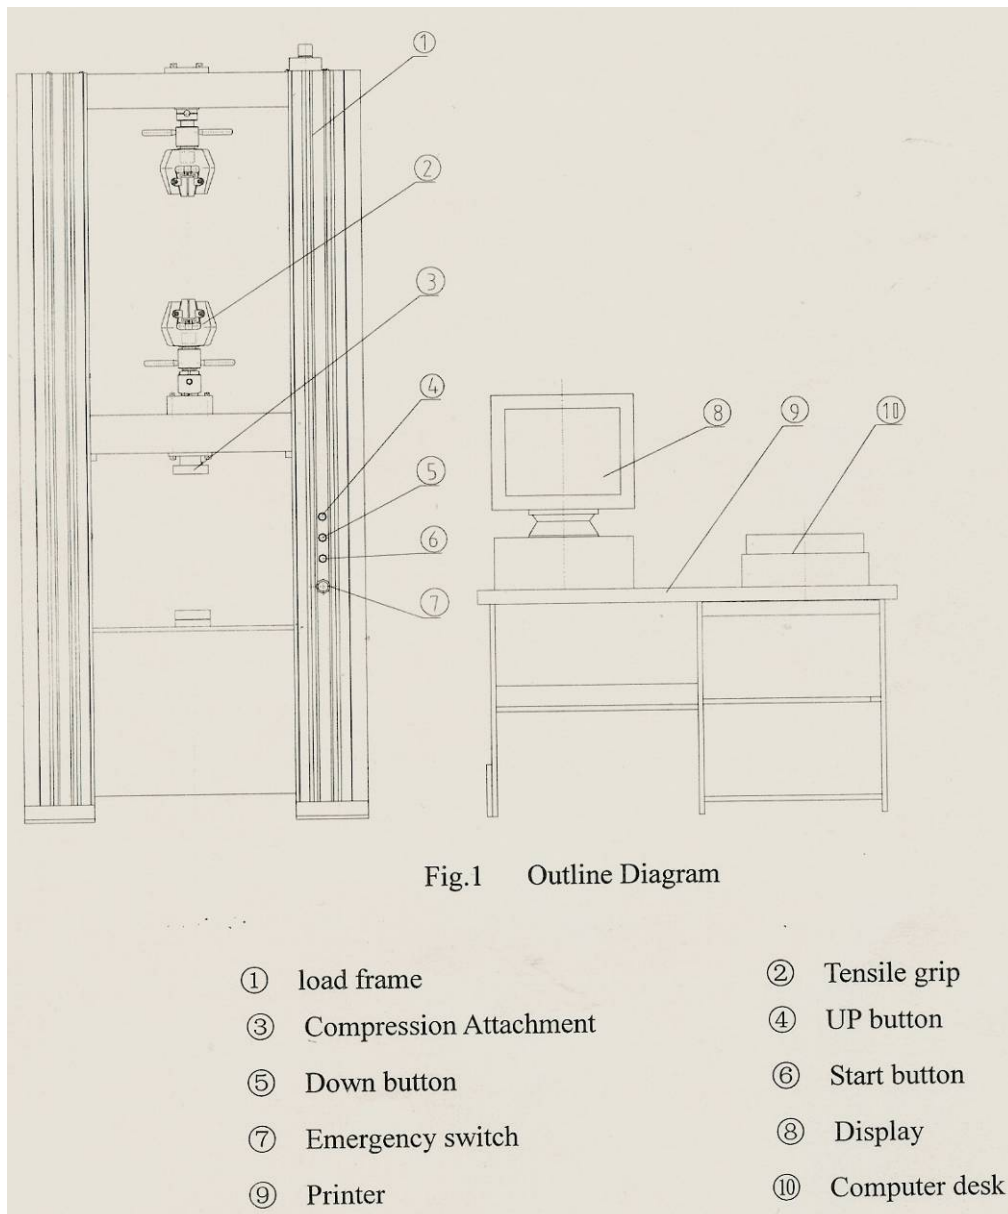 ①
②
③
④
⑤
⑥
⑦
⑧
⑨
⑩
Fig.1 Outline Diagram
① load frame
② Tensile grip
③ Compression Attachment
④ UP button
⑤ Down button
⑥ Start button
⑦ Emergency switch
⑧ Display
⑨ Printer
⑩ Computer desk